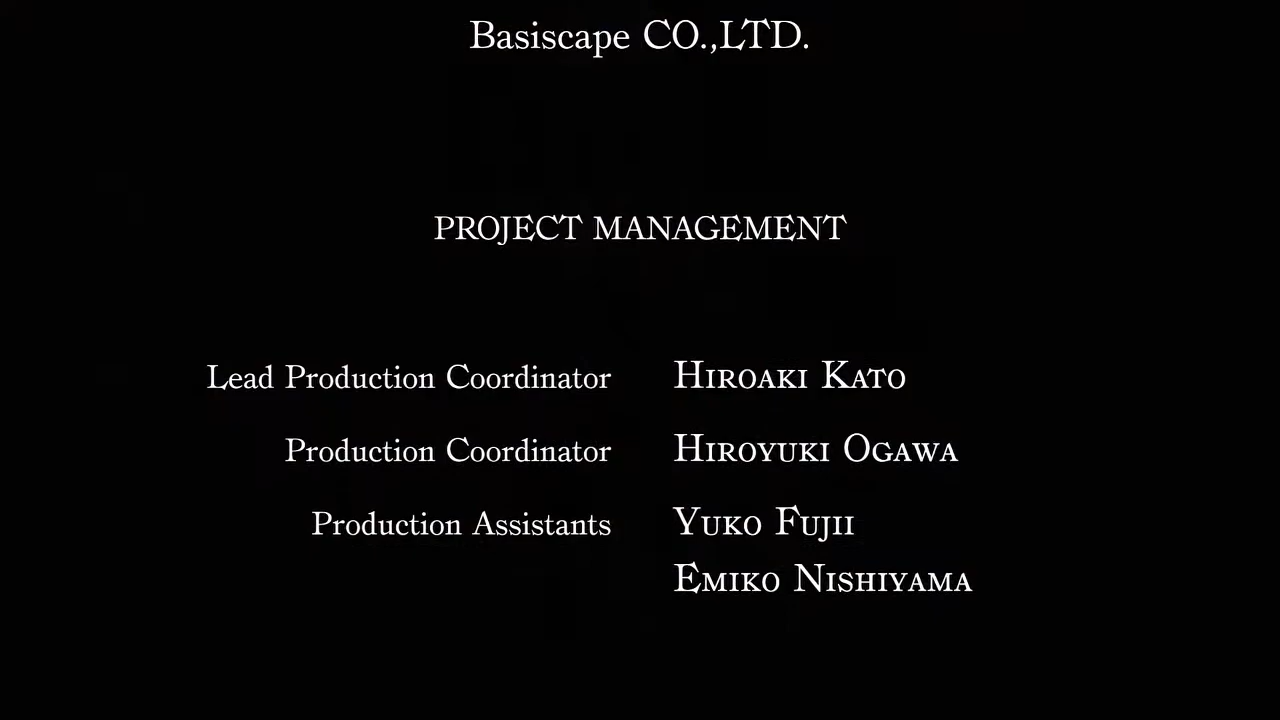 Basiscape CO.,LTD.
PROJECT MANAGEMENT
Lead Production Coordinator HIROAKI KATO
Production Coordinator HIROYUKI OGAWA
Production Assistants YUKO FUJII
EMIKO NISHIYAMA